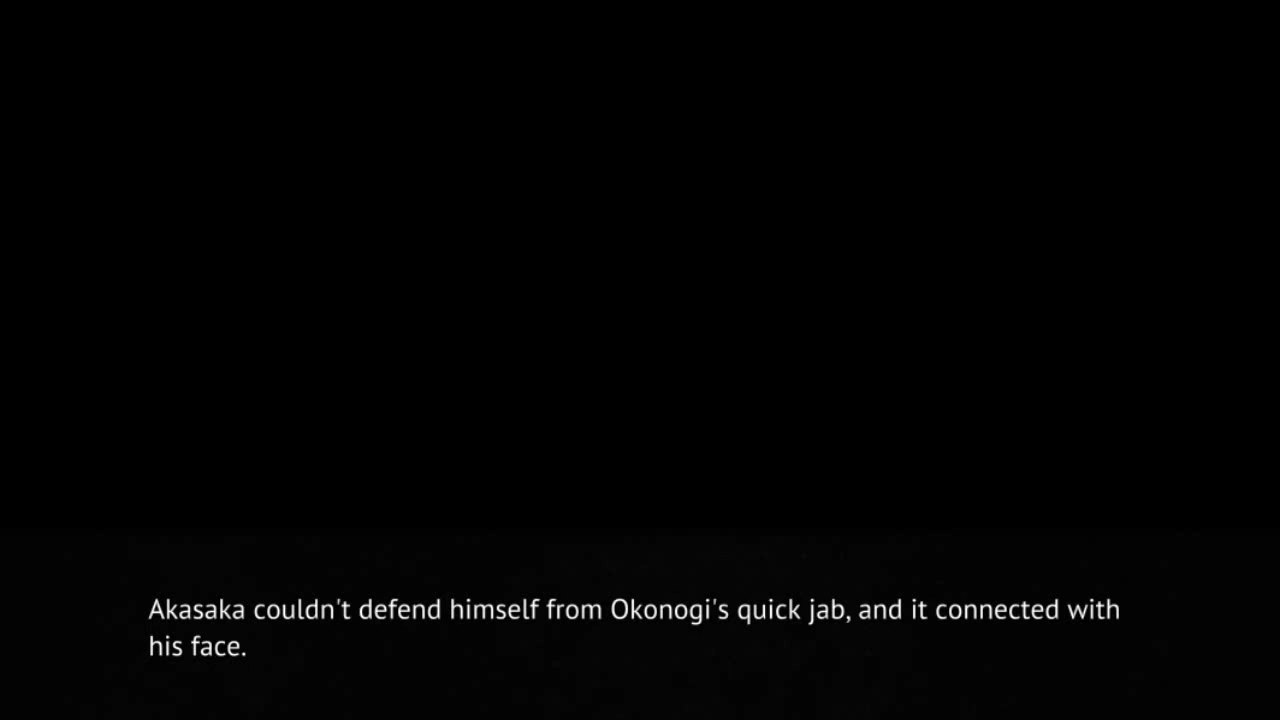 Akasaka couldn't defend himself from Okonogi's quick jab, and it connected with
his face.